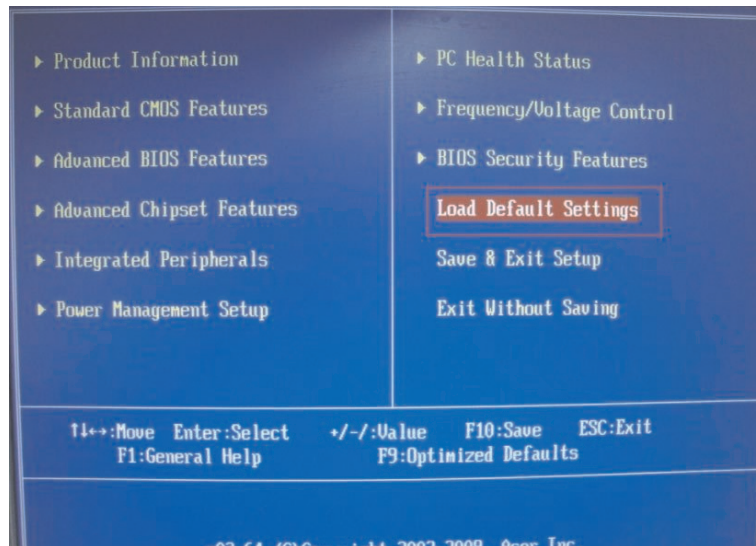 Product Information
Standard CMOS Features
Advanced BIOS Features
Advanced Chipset Features
Integrated Peripherals
Power Management Setup
PC Health Status
Frequency/Voltage Control
BIOS Security Features
Load Default Settings
Save & Exit Setup
Exit Without Saving
↑↓↔:Move Enter:Select +/-/:Value F10:Save ESC:Exit
F1:General Help F9:Optimized Defaults
Acer Inc